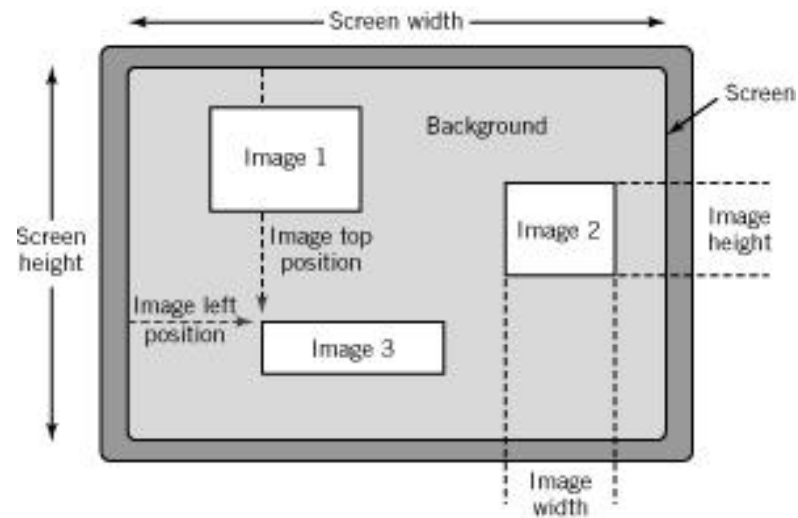 Screen width
Screen
Background
Image 1
Image 2
Image
height
Screen
height
Image top
position
Image left
position
Image 3
Image
width